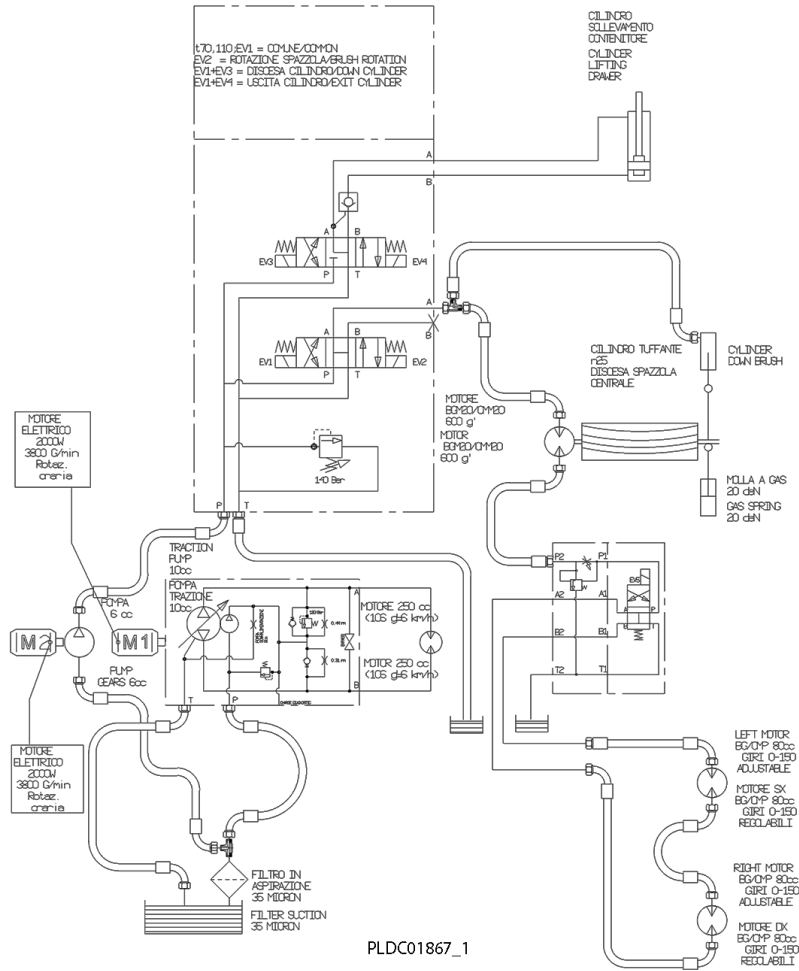 CILINDRO
SOLLEVAMENTO
CONTENITORE
CYLINDER
LIFTING
DRAWER
t70,110;EV1 = COMUNE/COMMON
EV2 = ROTAZIONE SPAZZOLA/BRUSH ROTATION
EV1+EV3 = DISCESA CILINDRO/DOWN CYLINDER
EV1+EV4 = USCITA CILINDRO/EXIT CYLINDER
A
B
A B
EV3
EV4
P T
A
B
A B
EV1
EV2
P T
CILINDRO TUFFANTE
n25
DISCESA SPAZZOLA
CENTRALE
CYLINDER
DOWN BRUSH
MOTORE
BGM20/OMM20
600 g'
MOTOR
BGM20/OMM20
600 g'
MOTORE
ELETTRICO
2000W
3800 G/min
Rotaz.
oraria
140 Bar
MOLLA A GAS
20 daN
GAS SPRING
20 daN
P T
TRACTION
PUMP
10cc
POMPA
TRAZIONE
10cc
POMPA
6 cc
M2
M1
PUMP
GEARS 6cc
A
MOTORE 250 cc
(106 g=6 km/h)
MOTOR 250 cc
(106 g=6 km/h)
B
T P
P2 P1
EV5
A2 A1
A P
B2 B1
T2 T1
MOTORE
ELETTRICO
2000W
3800 G/min
Rotaz.
oraria
LEFT MOTOR
BG/OMP 80cc
GIRI 0-150
ADJUSTABLE
MOTORE SX
BG/OMP 80cc
GIRI 0-150
REGOLABILI
RIGHT MOTOR
BG/OMP 80cc
GIRI 0-150
ADJUSTABLE
MOTORE DX
BG/OMP 80cc
GIRI 0-150
REGOLABILI
FILTRO IN
ASPIRAZIONE
35 MICRON
FILTER SUCTION
35 MICRON
PLDC01867_1